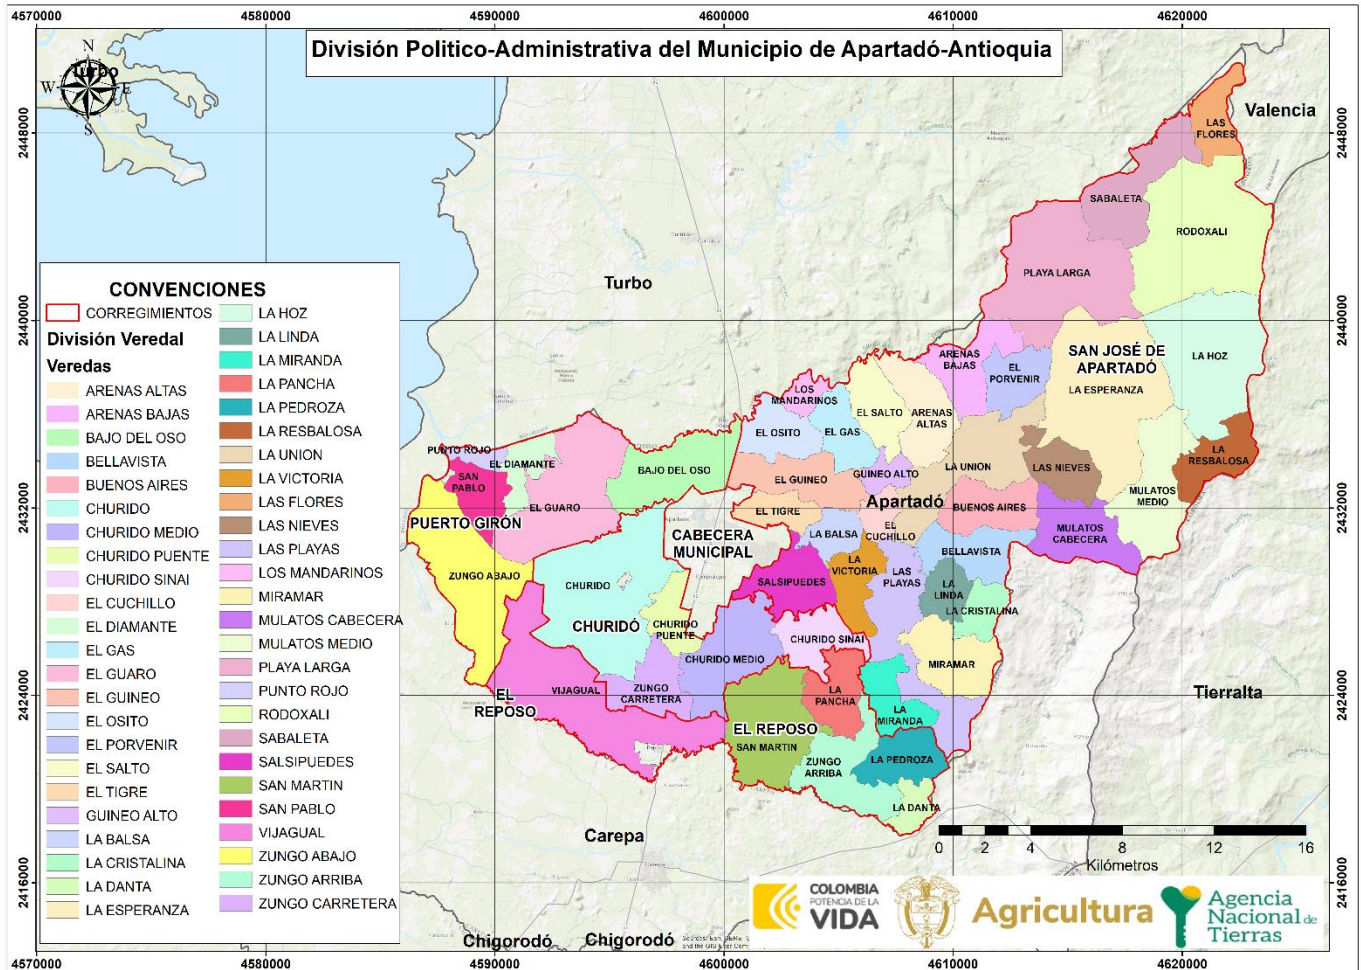 4570000
4580000
4590000
4600000
4610000
4620000
División Politico-Administrativa del Municipio de Apartadó-Antioquia
N
W
E
S
Turbo
Valencia
2448000
2448000
LAS
FLORES
SABALETA
RODOXALI
PLAYA LARGA
Turbo
2440000
2440000
CONVENCIONES
CORREGIMIENTOS
División Veredal
Veredas
ARENAS ALTAS
ARENAS BAJAS
BAJO DEL OSO
BELLAVISTA
BUENOS AIRES
CHURIDO
CHURIDO MEDIO
CHURIDO PUENTE
CHURIDO SINAI
EL CUCHILLO
EL DIAMANTE
EL GAS
EL GUARO
EL GUINEO
EL OSITO
EL PORVENIR
EL SALTO
EL TIGRE
GUINEO ALTO
LA BALSA
LA CRISTALINA
LA DANTA
LA ESPERANZA
LA HOZ
LA LINDA
LA MIRANDA
LA PANCHA
LA PEDROZA
LA RESBALOSA
LA UNION
LA VICTORIA
LAS FLORES
LAS NIEVES
LAS PLAYAS
LOS MANDARINOS
MIRAMAR
MULATOS CABECERA
MULATOS MEDIO
PLAYA LARGA
PUNTO ROJO
RODOXALI
SABALETA
SALSIPUEDES
SAN MARTIN
SAN PABLO
VIJAGUAL
ZUNGO ABAJO
ZUNGO ARRIBA
ZUNGO CARRETERA
ARENAS
BAJAS
EL
PORVENIR
SAN JOSÉ DE
APARTADÓ
LA ESPERANZA
LA HOZ
LOS
MANDARINOS
EL SALTO
ARENAS
ALTAS
EL OSITO
EL GAS
PUNTO ROJO
EL DIAMANTE
SAN
PABLO
BAJO DEL OSO
EL GUINEO
GUINEO ALTO
LA UNION
LAS NIEVES
LA
RESBALOSA
MULATOS
MEDIO
2432000
2432000
EL GUARO
PUERTO GIRÓN
EL TIGRE
Apartadó
BUENOS AIRES
MULATOS
CABECERA
CABECERA
MUNICIPAL
LA BALSA
EL
CUCHILLO
BELLAVISTA
ZUNGO ABAJO
CHURIDO
SALSIPUEDES
LA
VICTORIA
LAS
PLAYAS
LA
LINDA
LA CRISTALINA
CHURIDÓ
CHURIDO
PUENTE
CHURIDO SINAI
CHURIDO MEDIO
MIRAMAR
EL
REPOSO
VIJAGUAL
ZUNGO
CARRETERA
LA
PANCHA
LA
MIRANDA
Tierralta
2424000
2424000
EL REPOSO
SAN MARTIN
ZUNGO
ARRIBA
LA PEDROZA
LA DANTA
Carepa
0 2 4 8 12 16
Kilómetros
2416000
2416000
COLOMBIA
POTENCIA DE LA
VIDA
Agricultura
Agencia
Nacional de
Tierras
Chigorodó
Chigorodó
4570000
4580000
4590000
4600000
4610000
4620000